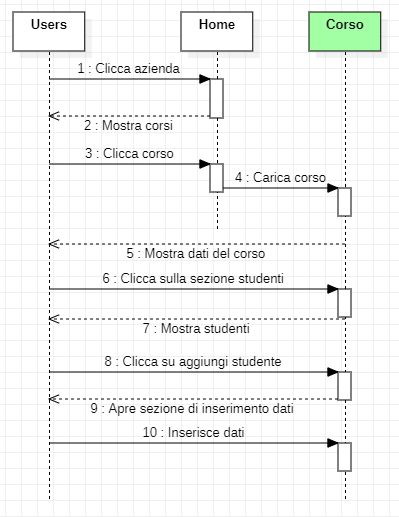 Users
Home
Corso
1 : Clicca azienda
2 : Mostra corsi
3 : Clicca corso
4 : Carica corso
5 : Mostra dati del corso
6 : Clicca sulla sezione studenti
7 : Mostra studenti
8 : Clicca su aggiungi studente
9 : Apre sezione di inserimento dati
10 : Inserisce dati